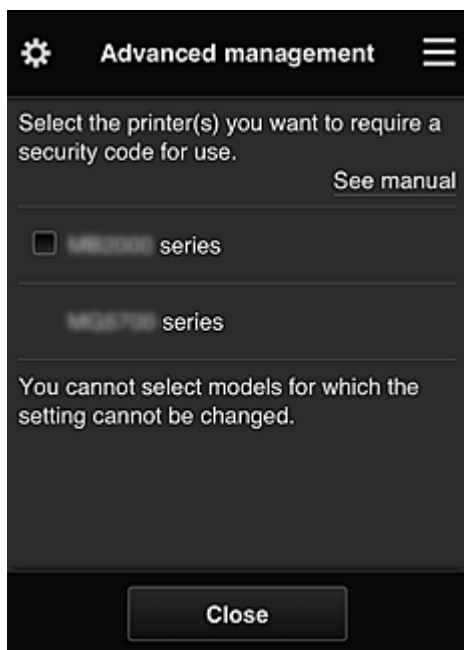 Advanced management
Select the printer(s) you want to require a
security code for use.
See manual
series
series
You cannot select models for which the
setting cannot be changed.
Close